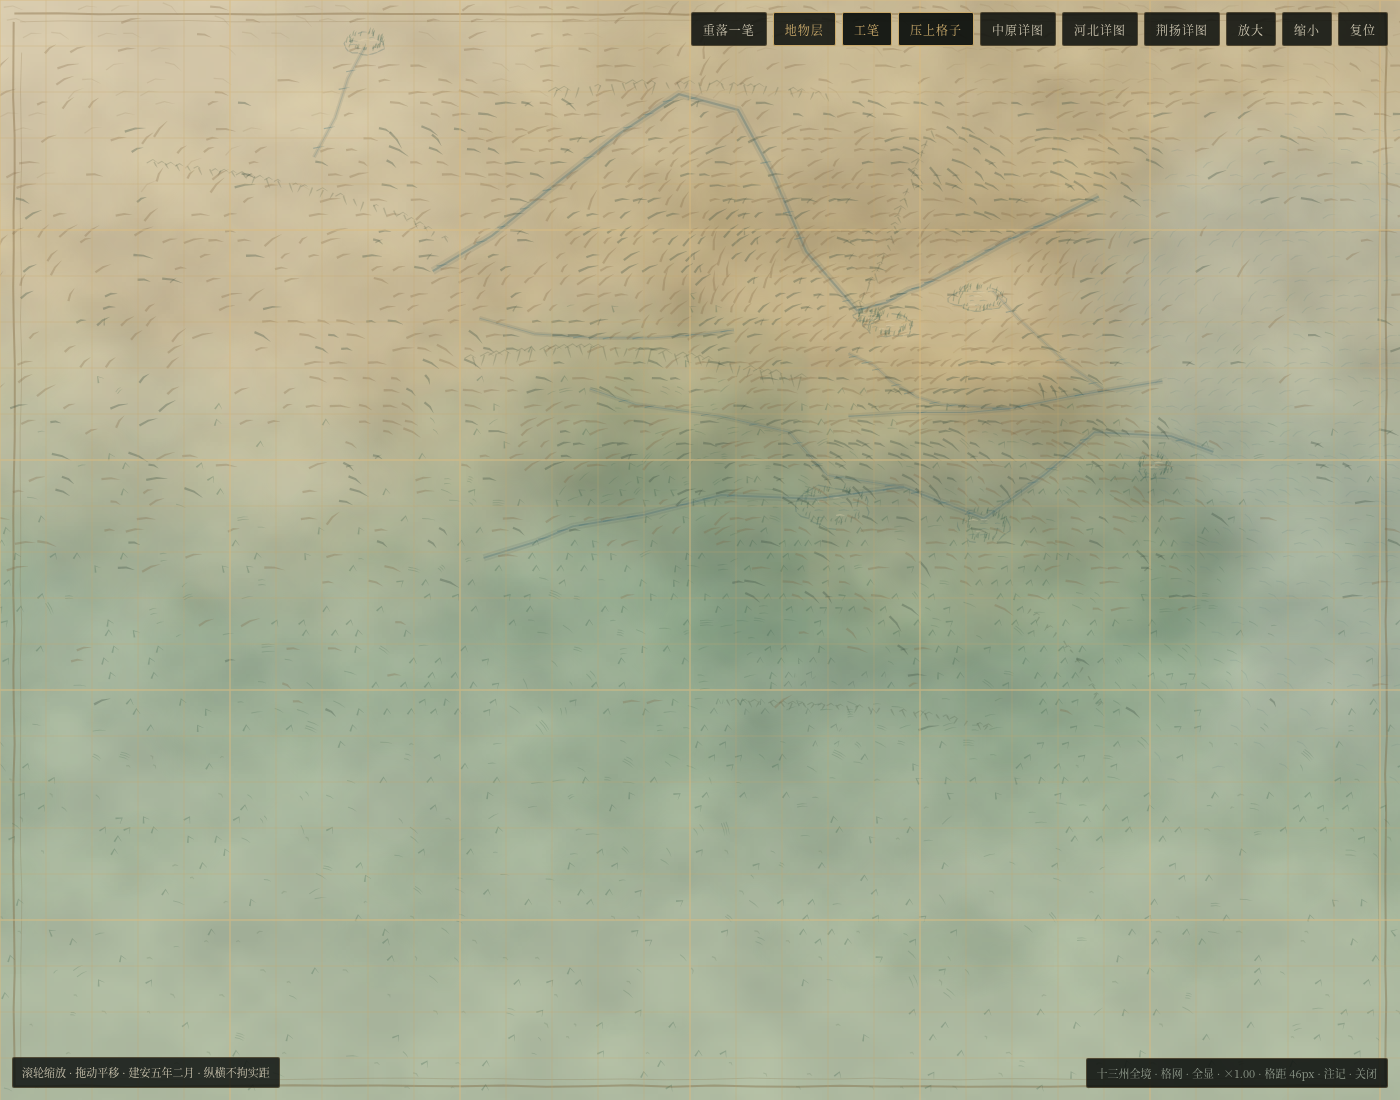 重落一笔 地物层 工笔 压上格子 中原详图 河北详图 荆扬详图 放大 缩小 复位
滚轮缩放 · 拖动平移 · 建安五年二月 · 纵横不拘实距
十三州全境 · 格网 · 全显 · ×1.00 · 格距 46px · 注记 · 关闭